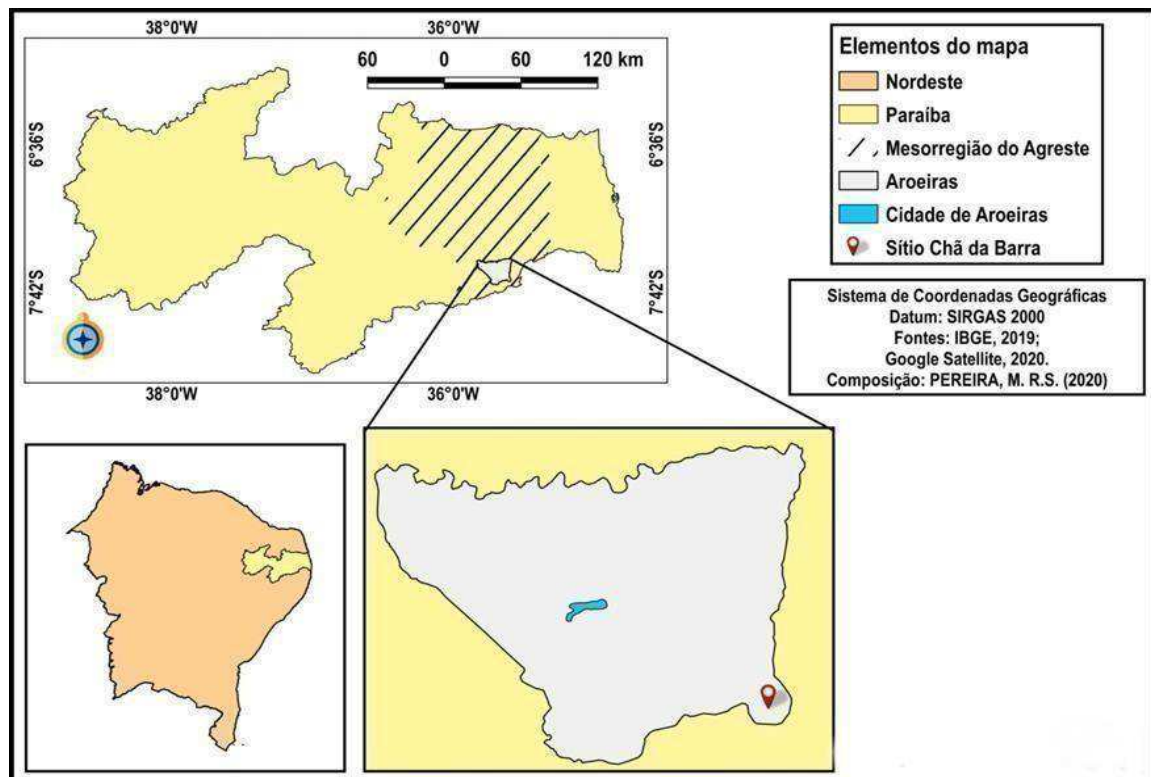 38°0'W
36°0'W
60 0 60 120 km
6°36'S
6°36'S
7°42'S
7°42'S
38°0'W
36°0'W
Elementos do mapa
Nordeste
Paraíba
Mesorregião do Agreste
Aroeiras
Cidade de Aroeiras
Sítio Chã da Barra
Sistema de Coordenadas Geográficas
Datum: SIRGAS 2000
Fontes: IBGE, 2019;
Google Satellite, 2020.
Composição: PEREIRA, M. R.S. (2020)